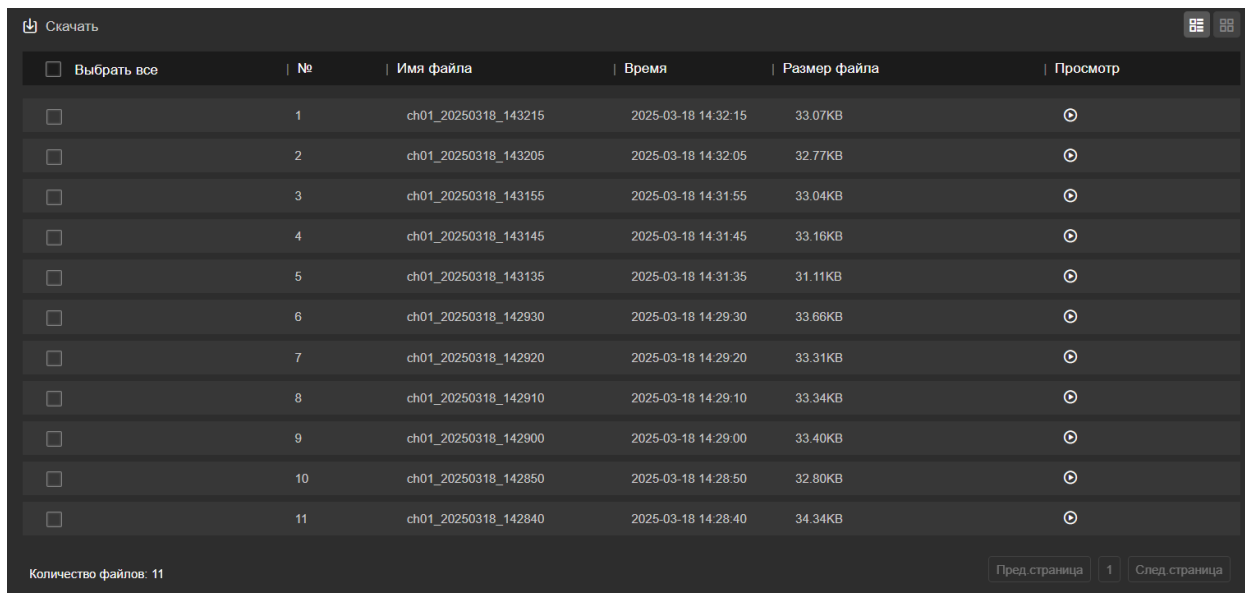 Скачать
Выбрать все | № | Имя файла | Время | Размер файла | Просмотр
1 ch01_20250318_143215 2025-03-18 14:32:15 33.07KB
2 ch01_20250318_143205 2025-03-18 14:32:05 32.77KB
3 ch01_20250318_143155 2025-03-18 14:31:55 33.04KB
4 ch01_20250318_143145 2025-03-18 14:31:45 33.16KB
5 ch01_20250318_143135 2025-03-18 14:31:35 31.11KB
6 ch01_20250318_142930 2025-03-18 14:29:30 33.66KB
7 ch01_20250318_142920 2025-03-18 14:29:20 33.31KB
8 ch01_20250318_142910 2025-03-18 14:29:10 33.34KB
9 ch01_20250318_142900 2025-03-18 14:29:00 33.40KB
10 ch01_20250318_142850 2025-03-18 14:28:50 32.80KB
11 ch01_20250318_142840 2025-03-18 14:28:40 34.34KB
Количество файлов: 11 Пред.страница 1 След.страница